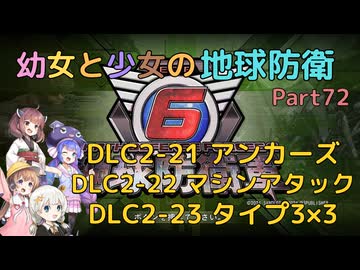 幼女と少女の地球防衛
Part72
6
DLC2-21 アンカーズ
DLC2-22 マシンアタック
DLC2-23 タイプ3×3